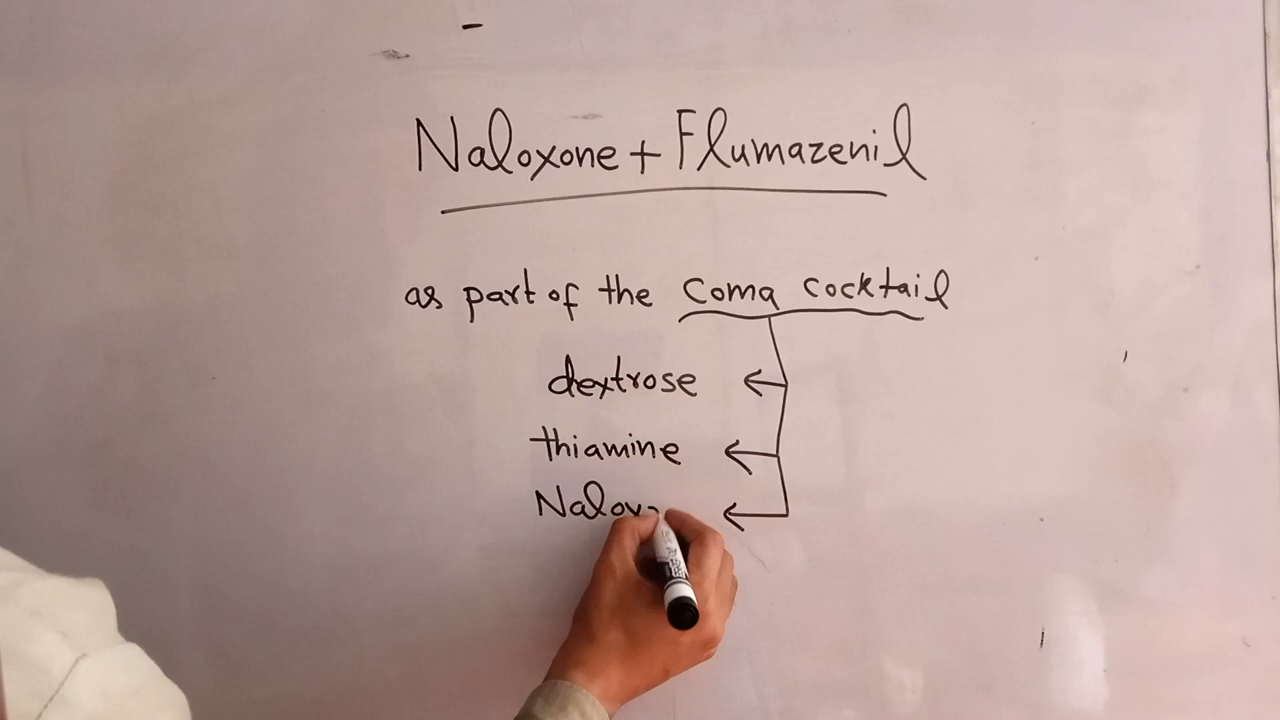 Naloxone + Flumazenil
as part of the coma cocktail
dextrose
thiamine